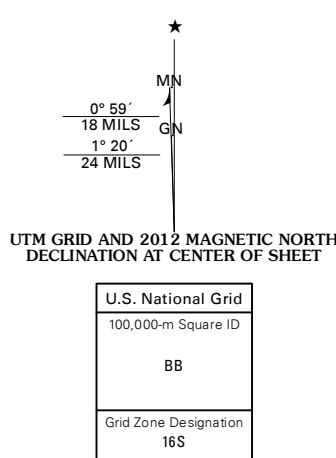 ★
MN
0° 59´
18 MILS
GN
1° 20´
24 MILS
UTM GRID AND 2012 MAGNETIC NORTH
DECLINATION AT CENTER OF SHEET
U.S. National Grid
100,000-m Square ID
BB
Grid Zone Designation
16S